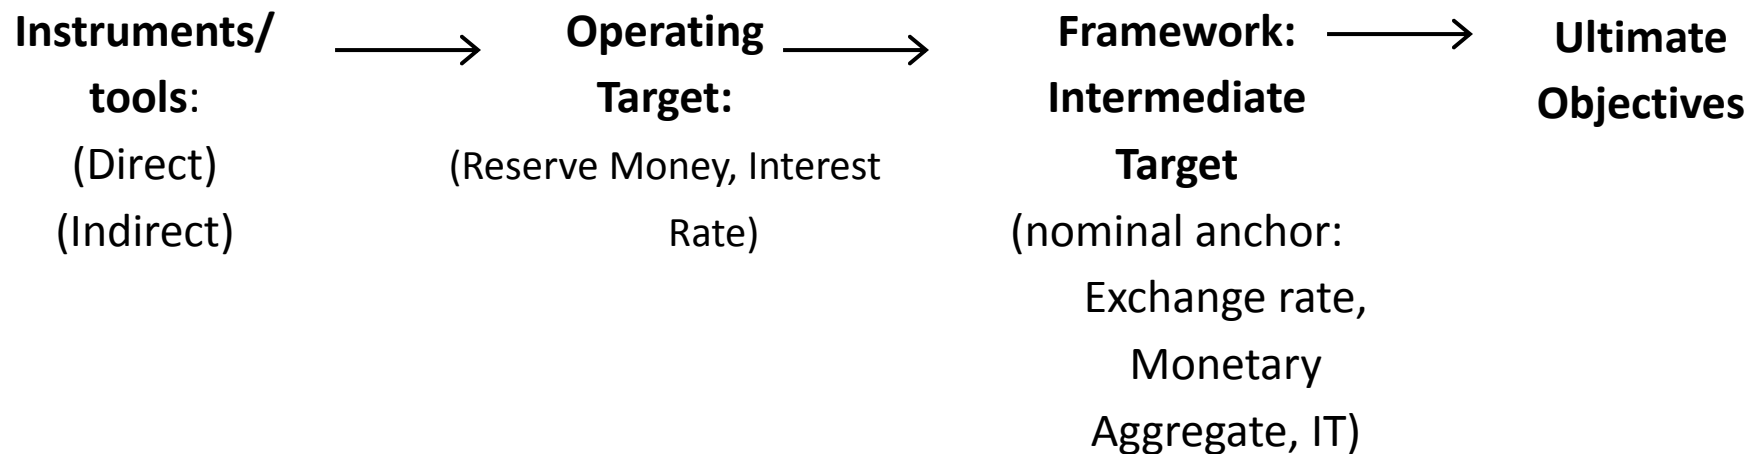 Instruments/
tools:
(Direct)
(Indirect)
Operating
Target:
(Reserve Money, Interest
Rate)
Framework:
Intermediate
Target
(nominal anchor:
Exchange rate,
Monetary
Aggregate, IT)
Ultimate
Objectives